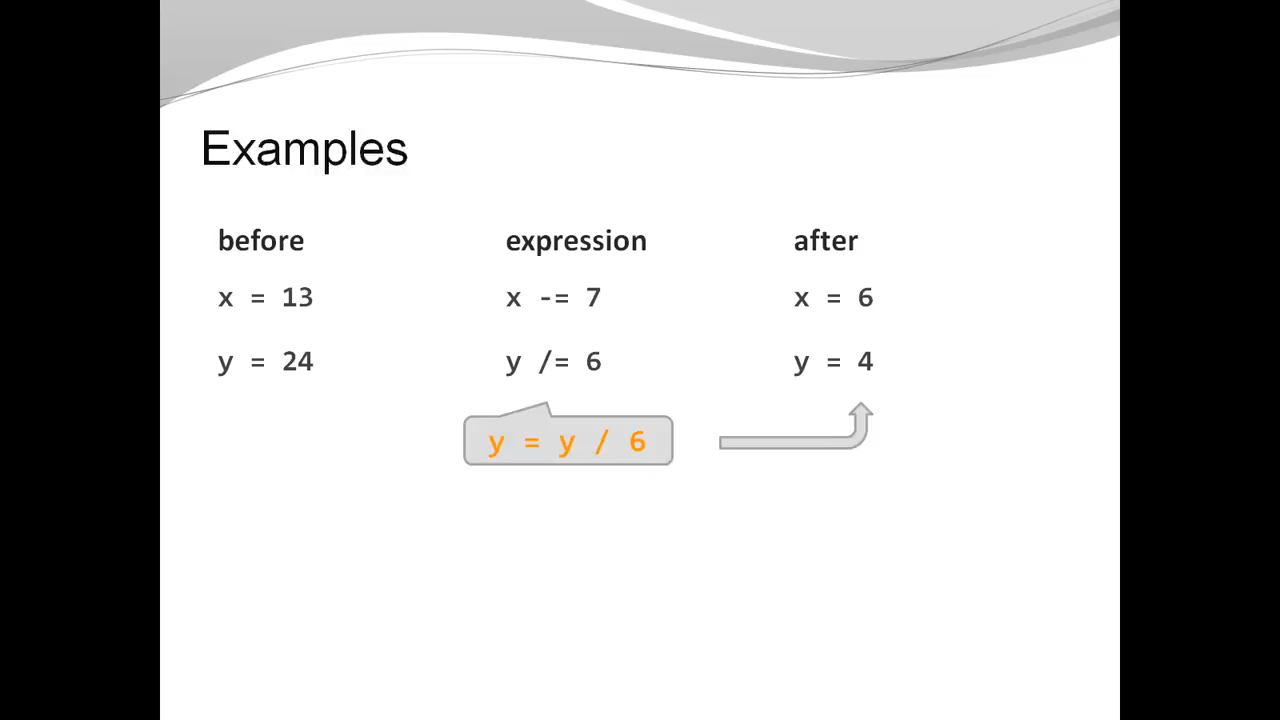 Examples
before expression after
x = 13 x -= 7 x = 6
y = 24 y /= 6 y = 4
y = y / 6